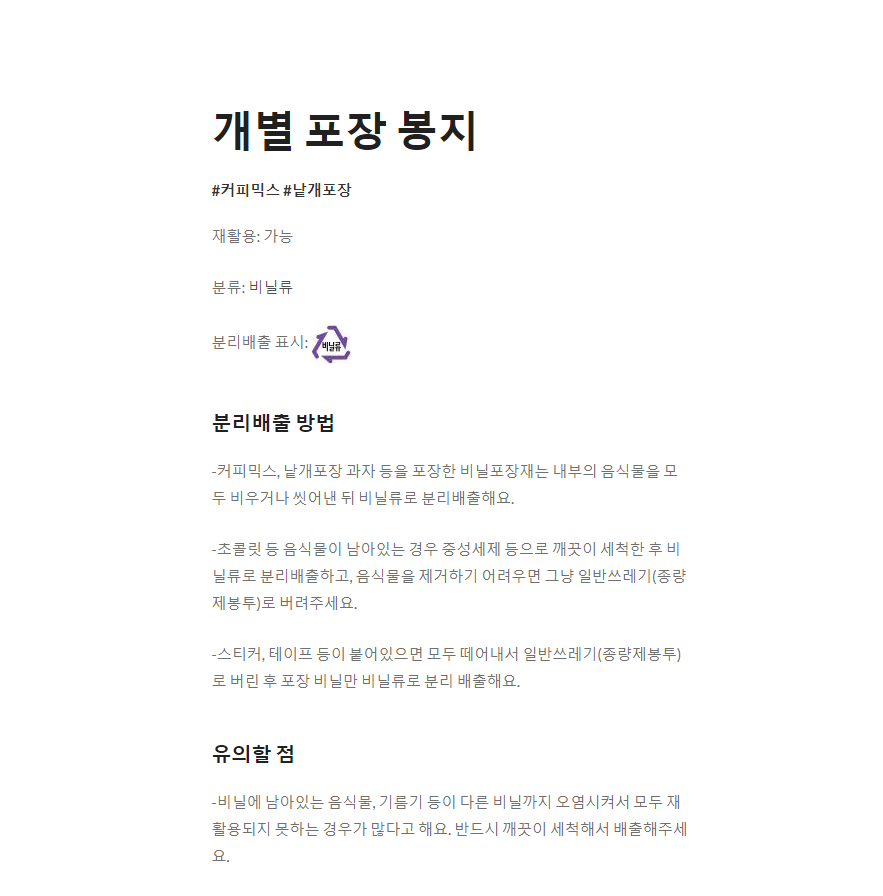 개별 포장 봉지
#커피믹스 #낱개포장
재활용: 가능
분류: 비닐류
분리배출 표시: 비닐류
분리배출 방법
-커피믹스, 낱개포장 과자 등을 포장한 비닐포장재는 내부의 음식물을 모
두 비우거나 씻어낸 뒤 비닐류로 분리배출해요.
-초콜릿 등 음식물이 남아있는 경우 중성세제 등으로 깨끗이 세척한 후 비
닐류로 분리배출하고, 음식물을 제거하기 어려우면 그냥 일반쓰레기(종량
제봉투)로 버려주세요.
-스티커, 테이프 등이 붙어있으면 모두 떼어내서 일반쓰레기(종량제봉투)
로 버린 후 포장 비닐만 비닐류로 분리 배출해요.
유의할 점
-비닐에 남아있는 음식물, 기름기 등이 다른 비닐까지 오염시켜서 모두 재
활용되지 못하는 경우가 많다고 해요. 반드시 깨끗이 세척해서 배출해주세
요.